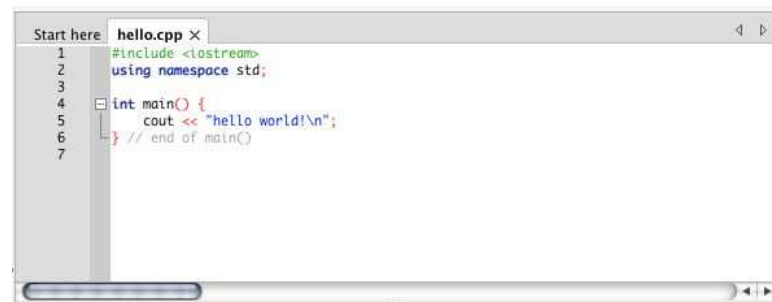 Start here hello.cpp ×
1 #include <iostream>
2 using namespace std;
3
4 int main() {
5     cout << "hello world!\n";
6 } // end of main()
7